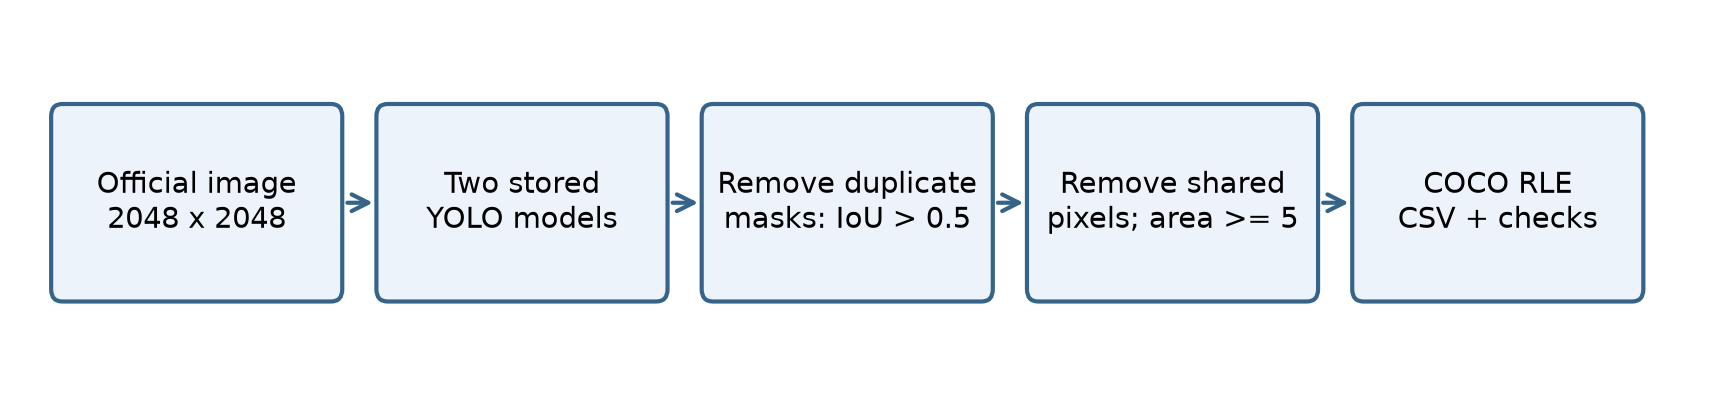 Official image
2048 x 2048
Two stored
YOLO models
Remove duplicate
masks: IoU > 0.5
Remove shared
pixels; area >= 5
COCO RLE
CSV + checks